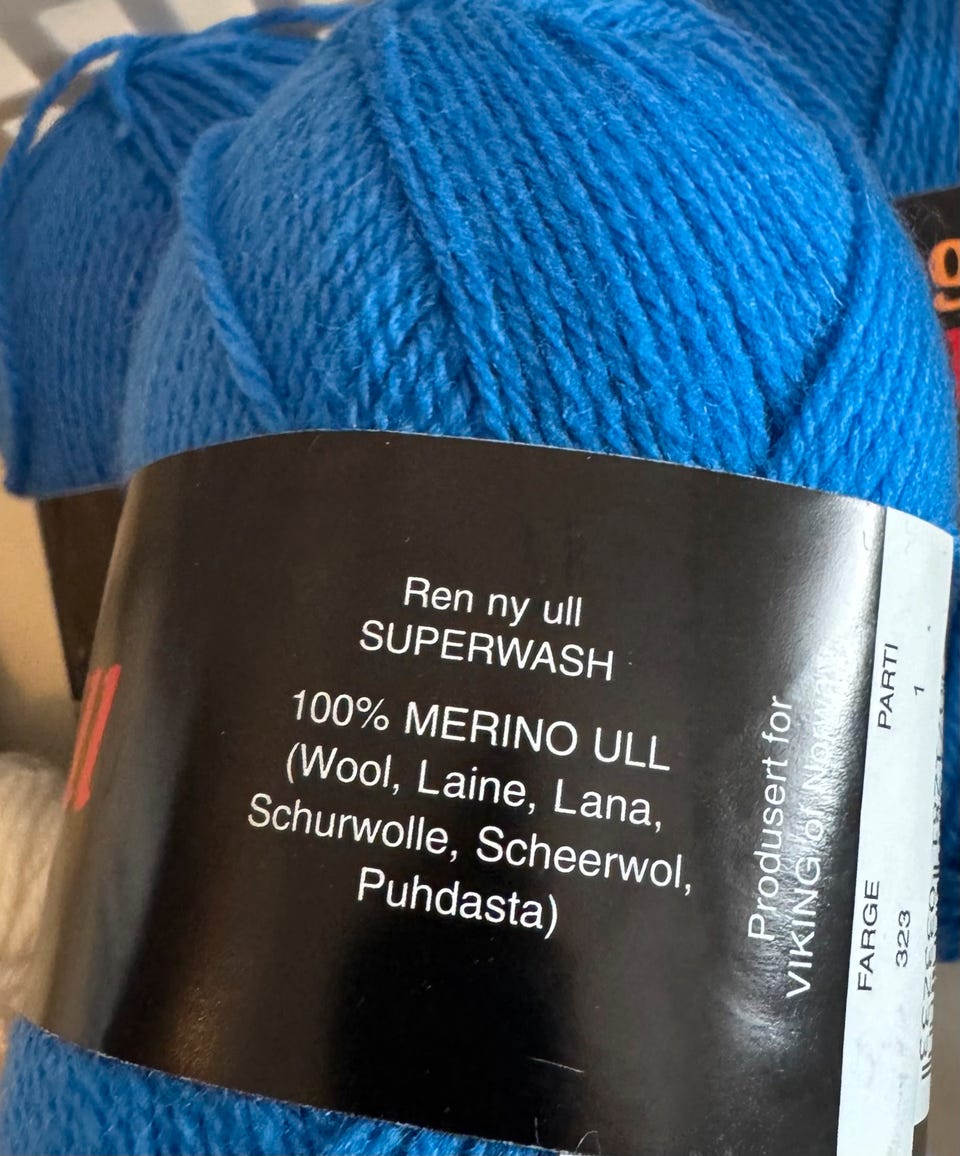 Ren ny ull
SUPERWASH
100% MERINO ULL
(Wool, Laine, Lana,
Schurwolle, Scheerwol,
Puhdasta)
Produsert for
VIKING of Norway
FARGE
323
PARTI
1